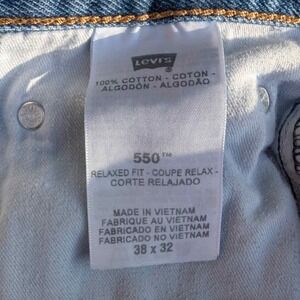 Levi's
100% COTTON - COTON -
ALGODÓN - ALGODÃO
550™
RELAXED FIT - COUPE RELAX -
CORTE RELAJADO
MADE IN VIETNAM
FABRIQUE AU VIETNAM
FABRICADO EN VIETNAM
FABRICADO NO VIETNAM
38 x 32